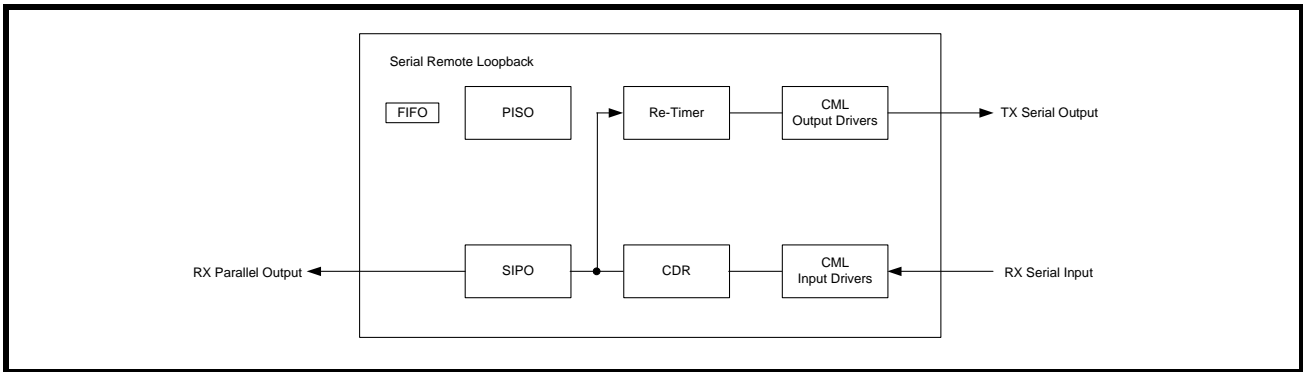 Serial Remote Loopback
FIFO
PISO
Re-Timer
CML
Output Drivers
TX Serial Output
RX Parallel Output
SIPO
CDR
CML
Input Drivers
RX Serial Input